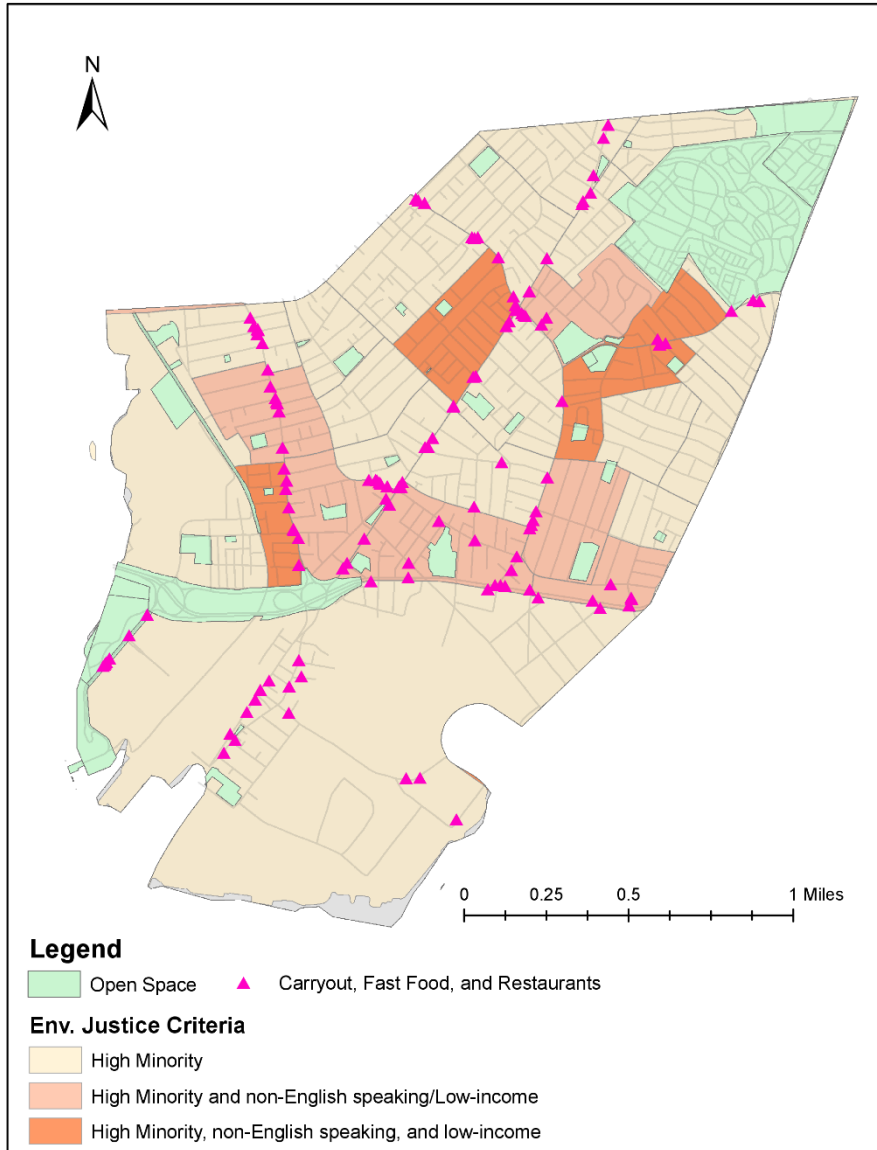 N
0 0.25 0.5 1 Miles
Legend
Open Space
Carryout, Fast Food, and Restaurants
Env. Justice Criteria
High Minority
High Minority and non-English speaking/Low-income
High Minority, non-English speaking, and low-income